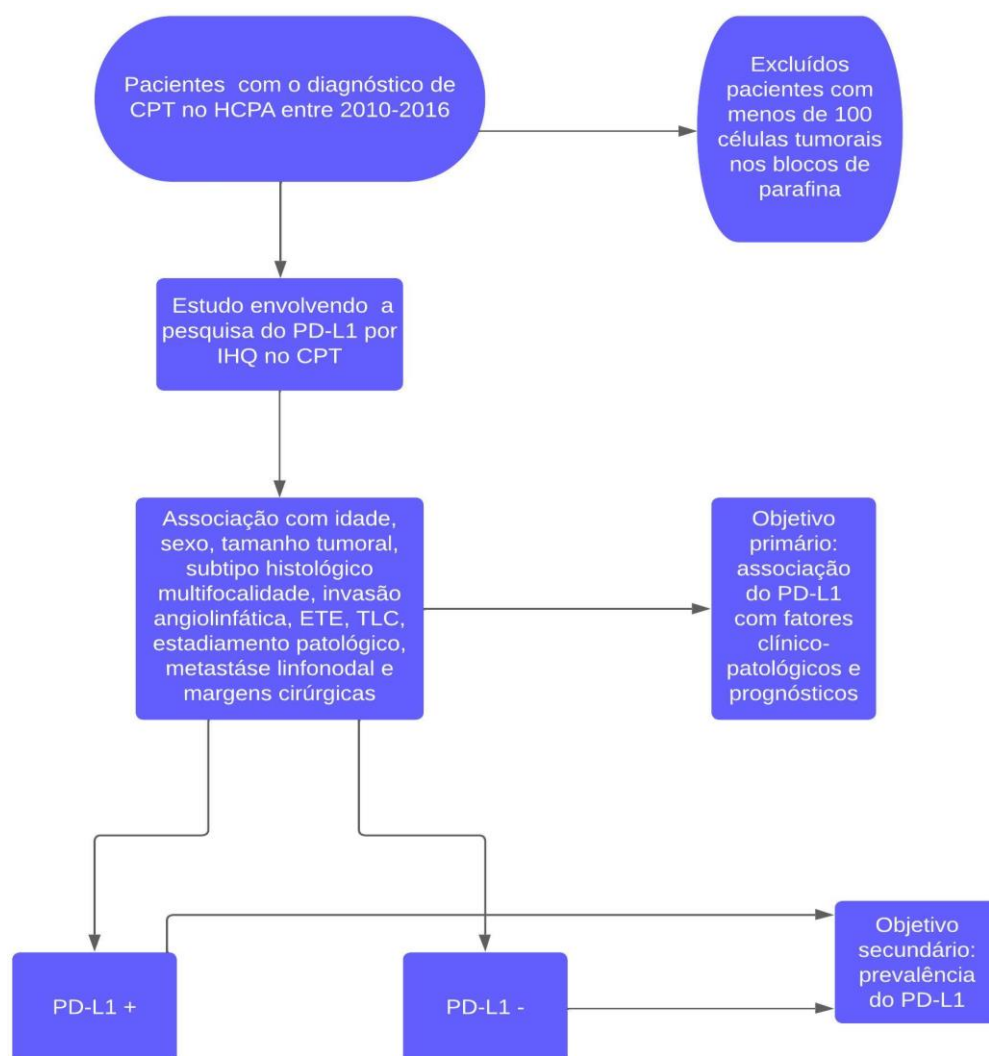 Pacientes com o diagnóstico de
CPT no HCPA entre 2010-2016
Excluídos
pacientes com
menos de 100
células tumorais
nos blocos de
parafina
Estudo envolvendo a
pesquisa do PD-L1 por
IHQ no CPT
Associação com idade,
sexo, tamanho tumoral,
subtipo histológico
multifocalidade, invasão
angiolinfática, ETE, TLC,
estadiamento patológico,
metastáse linfonodal e
margens cirúrgicas
Objetivo
primário:
associação
do PD-L1
com fatores
clínico-
patológicos e
prognósticos
PD-L1 +
PD-L1 -
Objetivo
secundário:
prevalência
do PD-L1